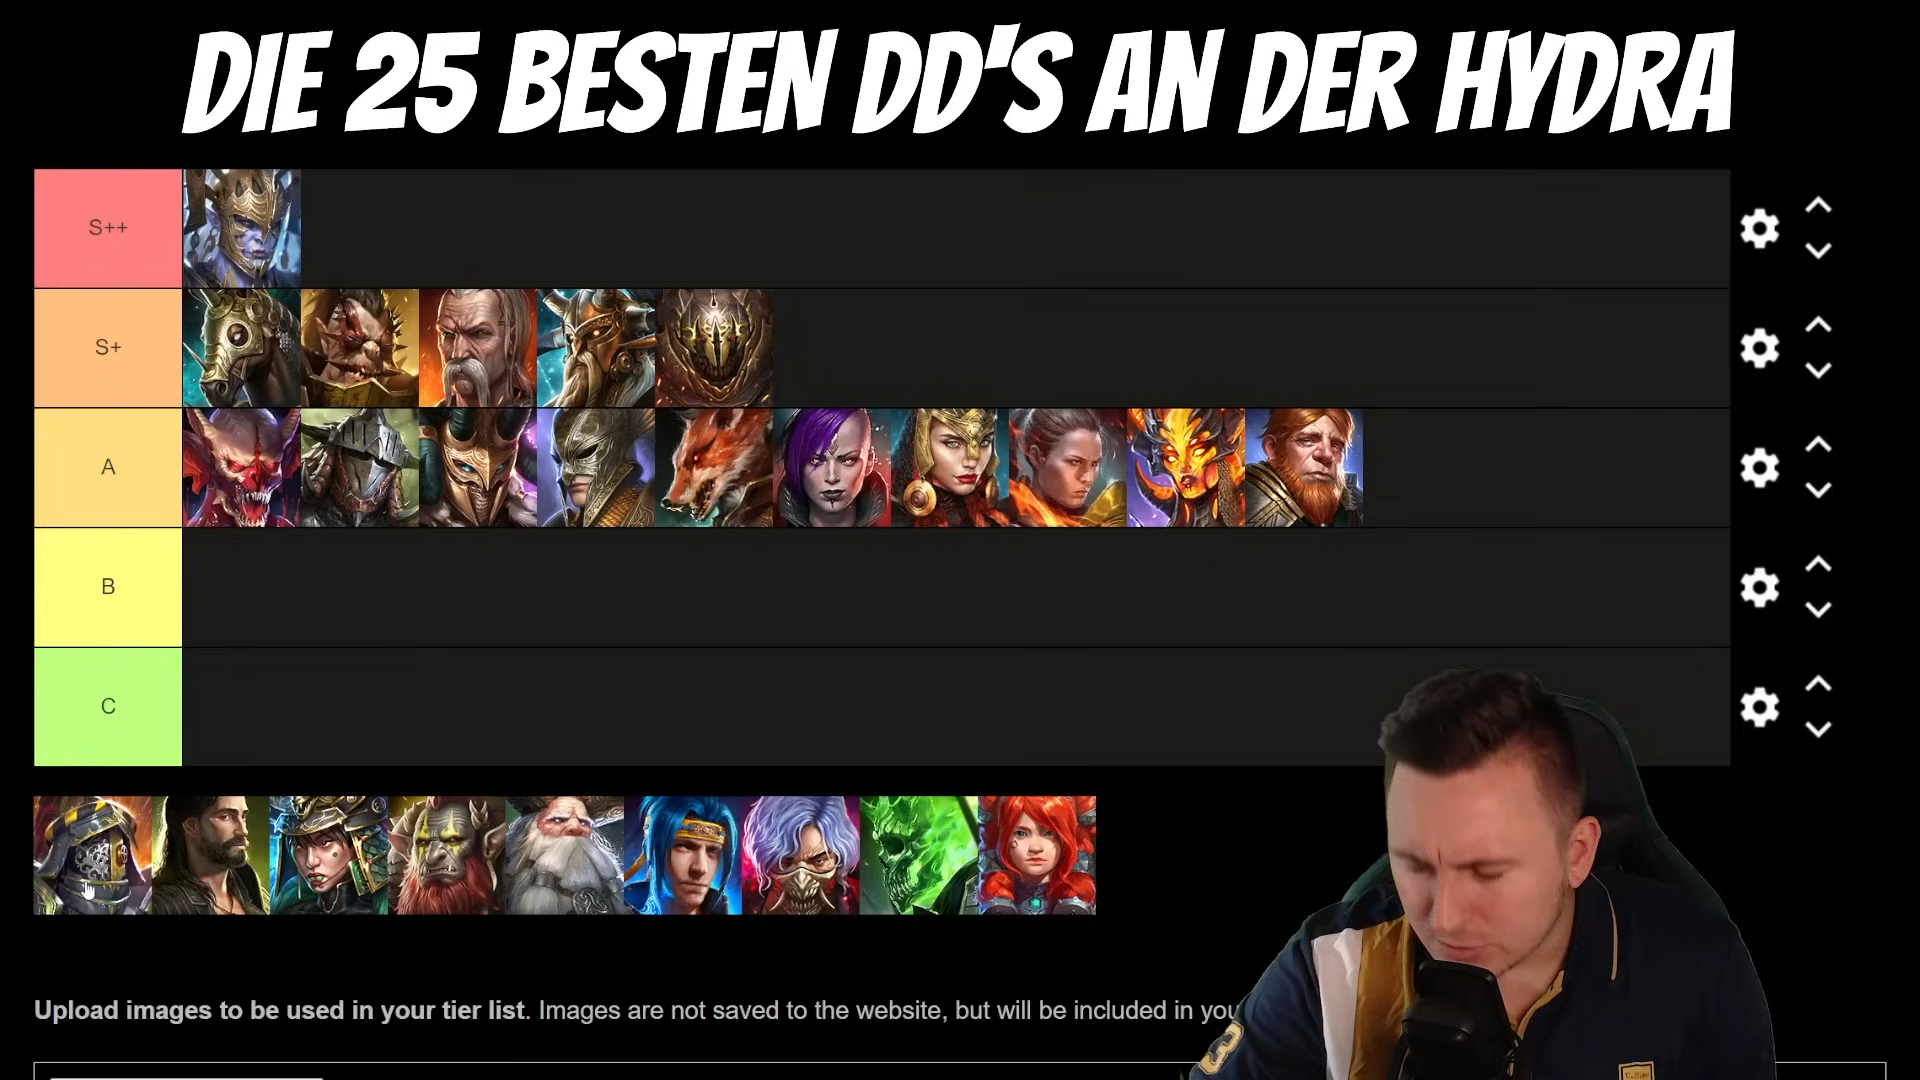 DIE 25 BESTEN DD'S AN DER HYDRA
S++
S+
A
B
C
Upload images to be used in your tier list. Images are not saved to the website, but will be included in you
3